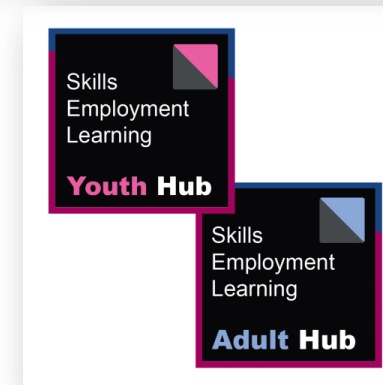 Skills
Employment
Learning
Youth Hub
Skills
Employment
Learning
Adult Hub